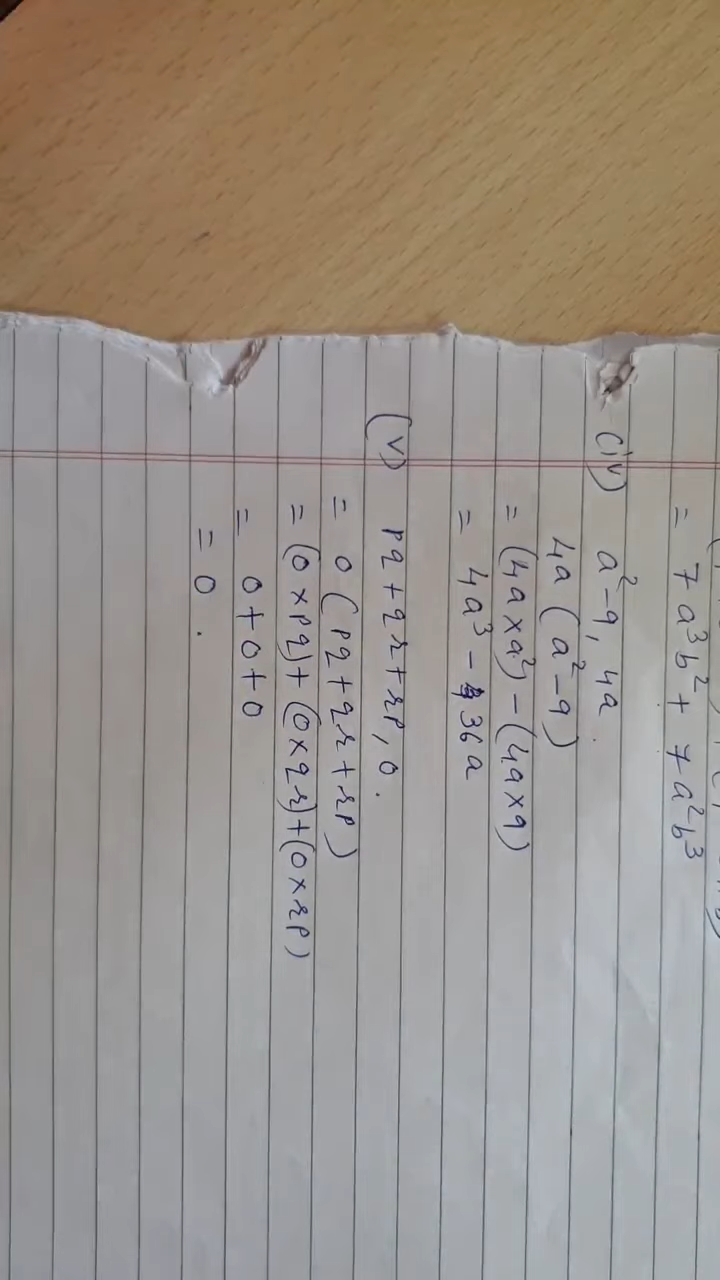 = 7a³b² + 7a²b³
(iv) a²-9, 4a.
4a (a²-9)
= (4a×a²) - (4a×9)
= 4a³ - 36a
(v) pq+qr+rp, 0.
= 0 (pq+qr+rp)
= (0×pq)+(0×qr)+(0×rp)
= 0+0+0
= 0.